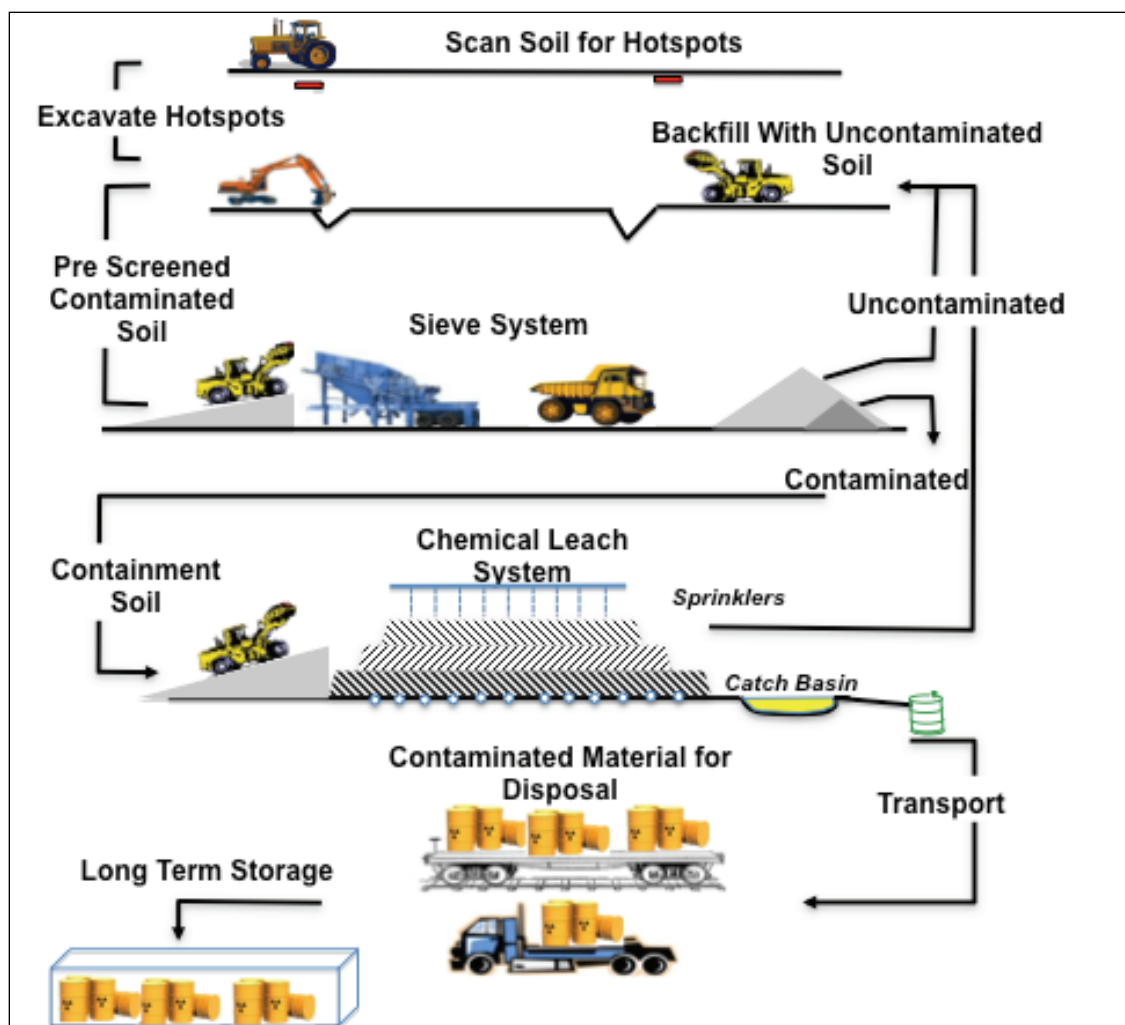 Scan Soil for Hotspots
Excavate Hotspots
Backfill With Uncontaminated
Soil
Pre Screened
Contaminated
Soil
Sieve System
Uncontaminated
Contaminated
Chemical Leach
System
Containment
Soil
Sprinklers
Catch Basin
Contaminated Material for
Disposal
Transport
Long Term Storage